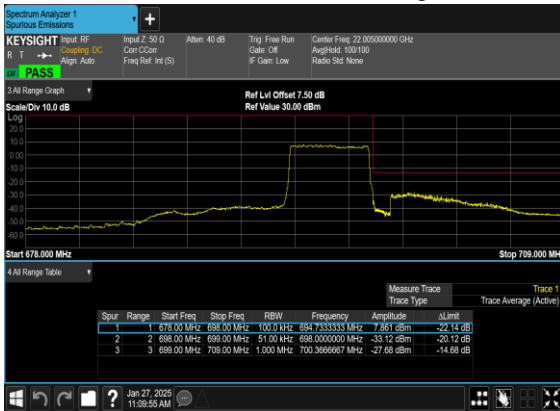 Spectrum Analyzer 1
Spurious Emissions
KEYSIGHT
R T
LM PASS
Input: RF
Coupling: DC
Align: Auto
Input Z: 50 Ω
Corr CCorr
Freq Ref: Int (S)
Atten: 40 dB
Trig: Free Run
Gate: Off
IF Gain: Low
Center Freq: 22.005000000 GHz
Avg|Hold: 100/100
Radio Std: None
3 All Range Graph
Scale/Div 10.0 dB
Ref Lvl Offset 7.50 dB
Ref Value 30.00 dBm
Log
20.0
10.0
0.00
-10.0
-20.0
-30.0
-40.0
-50.0
-60.0
Start 678.000 MHz
Stop 709.000 MH
4 All Range Table
Measure Trace Trace 1
Trace Type Trace Average (Active)
Spur Range Start Freq Stop Freq RBW Frequency Amplitude ΔLimit
1 1 678.00 MHz 698.00 MHz 100.0 kHz 694.7333333 MHz 7.861 dBm -22.14 dB
2 2 698.00 MHz 699.00 MHz 51.00 kHz 698.0000000 MHz -33.12 dBm -20.12 dB
3 3 699.00 MHz 709.00 MHz 1.000 MHz 700.3666667 MHz -27.68 dBm -14.68 dB
?
Jan 27, 2025
11:09:55 AM